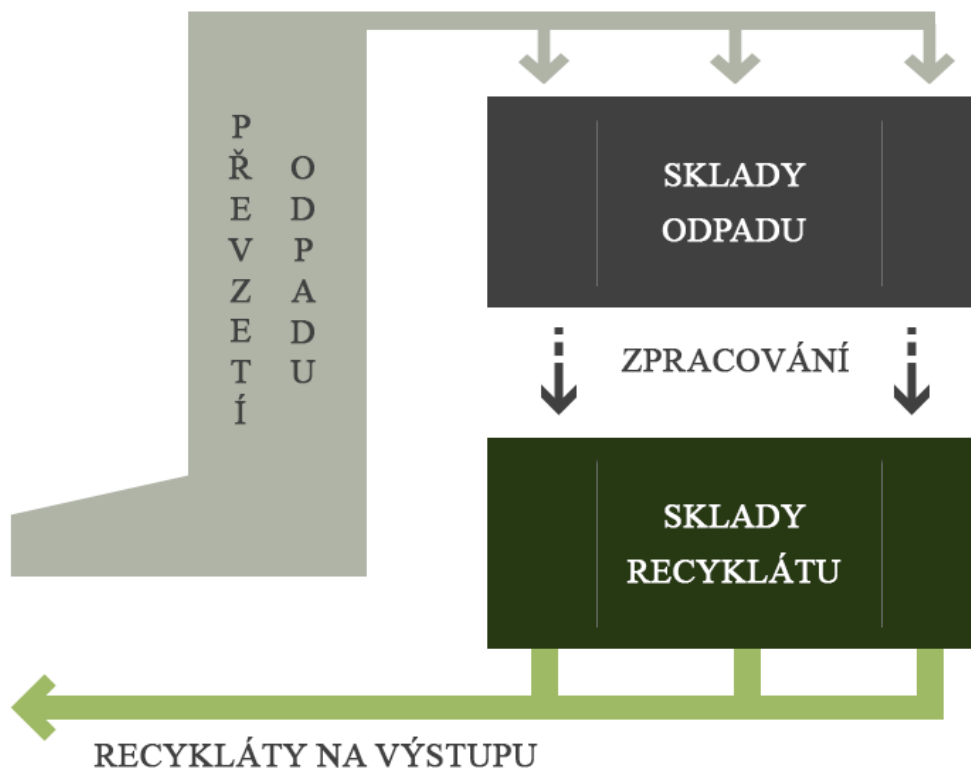 PŘEVZETÍ
ODPADU
SKLADY
ODPADU
ZPRACOVÁNÍ
SKLADY
RECYKLÁTU
RECYKLÁTY NA VÝSTUPU